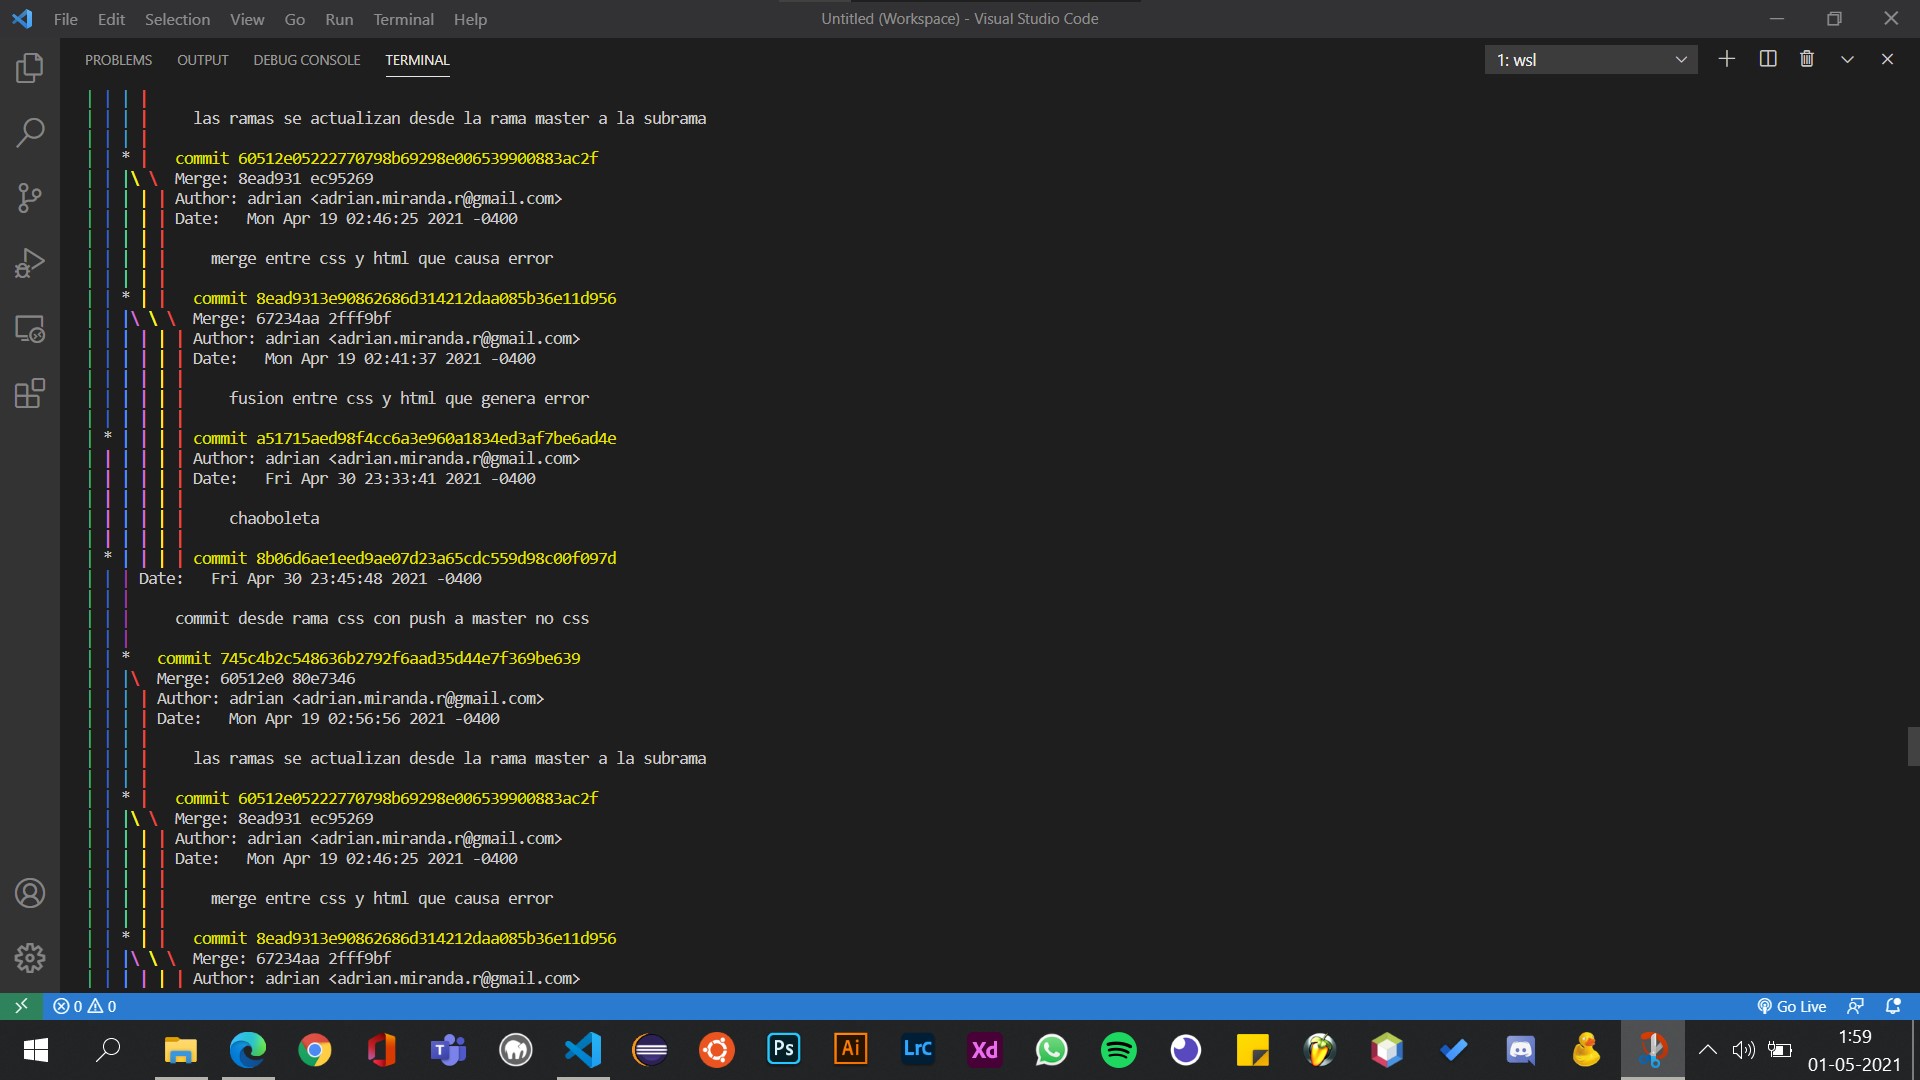 File Edit Selection View Go Run Terminal Help
Untitled (Workspace) - Visual Studio Code
PROBLEMS OUTPUT DEBUG CONSOLE TERMINAL
1: wsl
las ramas se actualizan desde la rama master a la subrama
* commit 60512e05222770798b69298e006539900883ac2f
Merge: 8ead931 ec95269
Author: adrian <adrian.miranda.r@gmail.com>
Date: Mon Apr 19 02:46:25 2021 -0400
merge entre css y html que causa error
* commit 8ead9313e90862686d314212daa085b36e11d956
Merge: 67234aa 2fff9bf
Author: adrian <adrian.miranda.r@gmail.com>
Date: Mon Apr 19 02:41:37 2021 -0400
fusion entre css y html que genera error
* commit a51715aed98f4cc6a3e960a1834ed3af7be6ad4e
Author: adrian <adrian.miranda.r@gmail.com>
Date: Fri Apr 30 23:33:41 2021 -0400
chaoboleta
* commit 8b06d6ae1eed9ae07d23a65cdc559d98c00f097d
Date: Fri Apr 30 23:45:48 2021 -0400
commit desde rama css con push a master no css
* commit 745c4b2c548636b2792f6aad35d44e7f369be639
Merge: 60512e0 80e7346
Author: adrian <adrian.miranda.r@gmail.com>
Date: Mon Apr 19 02:56:56 2021 -0400
las ramas se actualizan desde la rama master a la subrama
* commit 60512e05222770798b69298e006539900883ac2f
Merge: 8ead931 ec95269
Author: adrian <adrian.miranda.r@gmail.com>
Date: Mon Apr 19 02:46:25 2021 -0400
merge entre css y html que causa error
* commit 8ead9313e90862686d314212daa085b36e11d956
Merge: 67234aa 2fff9bf
Author: adrian <adrian.miranda.r@gmail.com>
0 0
Go Live
Ps Ai LrC Xd
1:59
01-05-2021